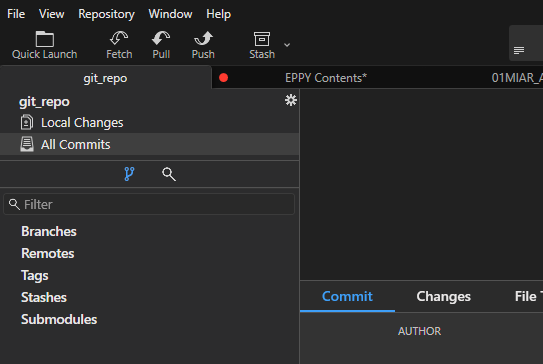 File View Repository Window Help
Quick Launch Fetch Pull Push Stash
git_repo EPPY Contents* 01MIAR_A
git_repo
Local Changes
All Commits
Filter
Branches
Remotes
Tags
Stashes
Submodules
Commit Changes File T
AUTHOR